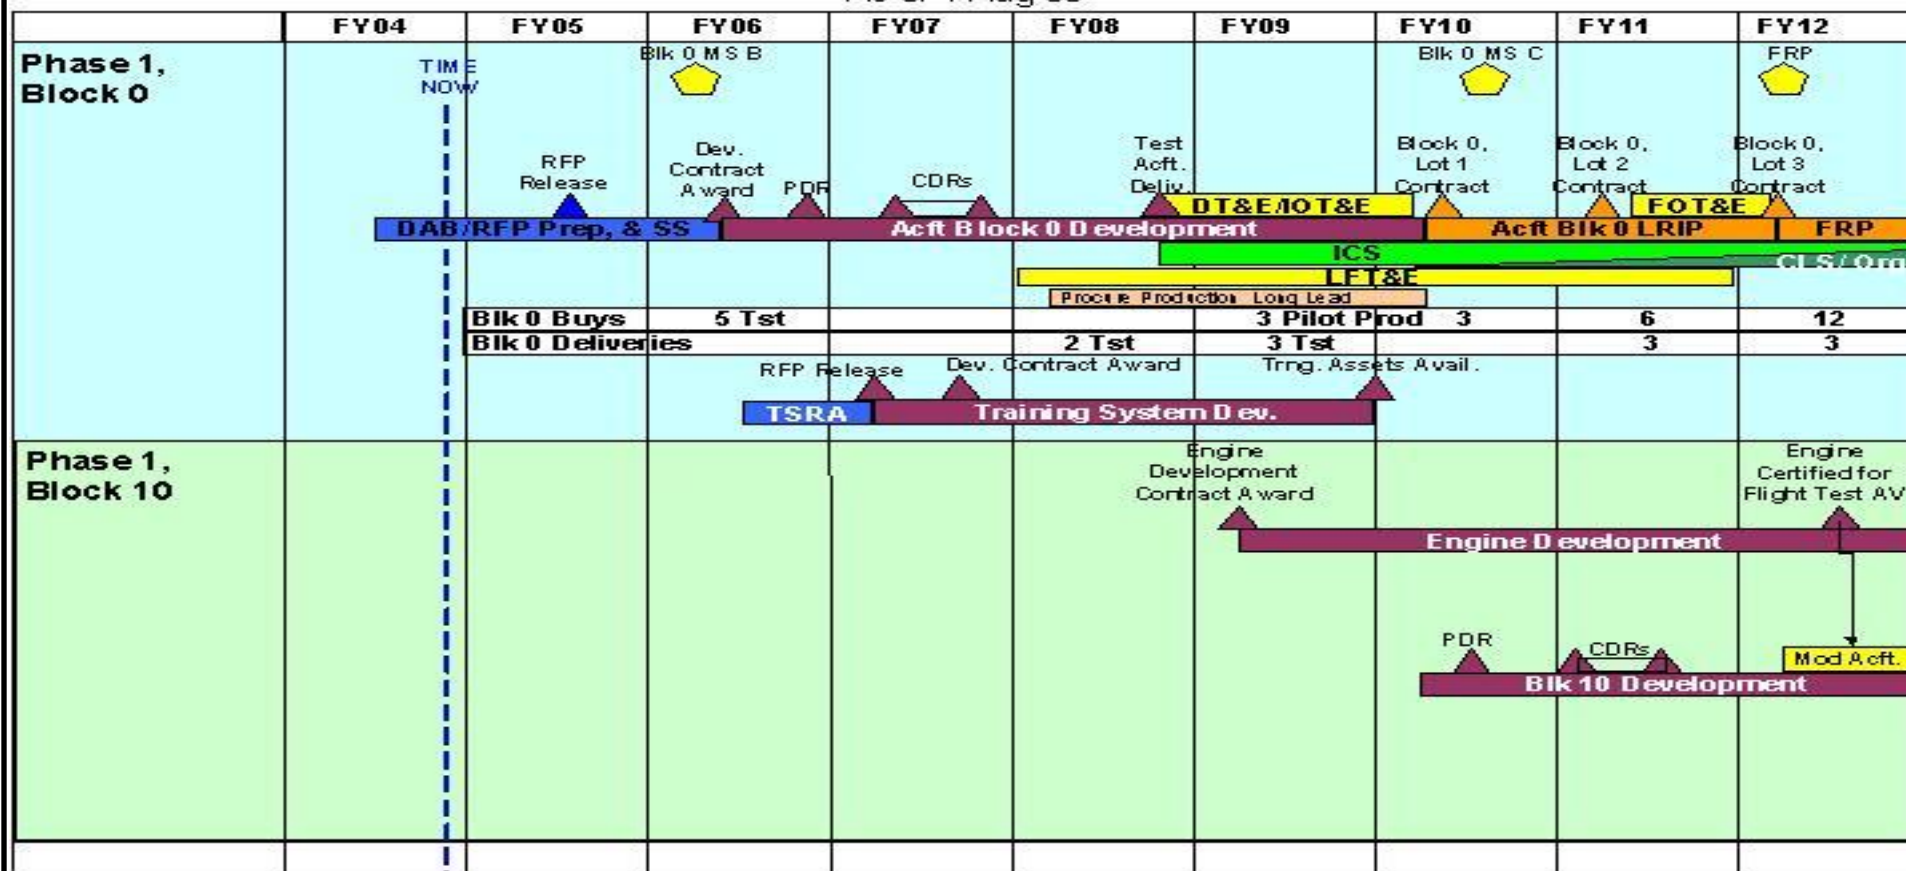 FY04 FY05 FY06 FY07 FY08 FY09 FY10 FY11 FY12
Phase 1,
Block 0
TIME
NOW
Blk 0 MS B
Blk 0 MS C
FRP
RFP
Release
Dev.
Contract
Award
PDR
CDRs
Test
Acft.
Deliv.
Block 0,
Lot 1
Contract
Block 0,
Lot 2
Contract
Block 0,
Lot 3
Contract
DT&E/IOT&E
FOT&E
DAB/RFP Prep, & SS
Acft Block 0 Development
Acft Blk 0 LRIP
FRP
ICS
CLS/Org
LFT&E
Procure Production Long Lead
Blk 0 Buys 5 Tst 3 Pilot Prod 3 6 12
Blk 0 Deliveries 2 Tst 3 Tst 3 3
RFP Release
Dev. Contract Award
Trng. Assets Avail.
TSRA
Training System Dev.
Phase 1,
Block 10
Engine
Development
Contract Award
Engine
Certified for
Flight Test AV
Engine Development
PDR
CDRs
Mod Acft.
Blk 10 Development